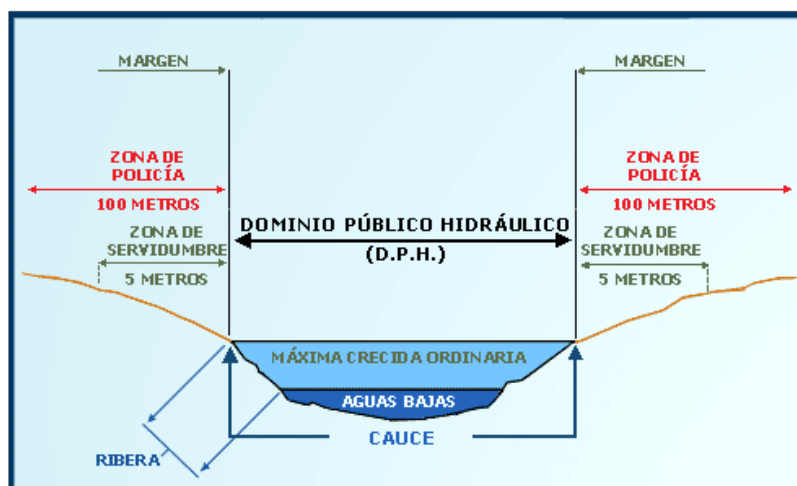 MARGEN
MARGEN
ZONA DE
POLICÍA
100 METROS
ZONA DE
POLICÍA
100 METROS
DOMINIO PÚBLICO HIDRÁULICO
(D.P.H.)
ZONA DE
SERVIDUMBRE
5 METROS
ZONA DE
SERVIDUMBRE
5 METROS
MÁXIMA CRECIDA ORDINARIA
AGUAS BAJAS
CAUCE
RIBERA